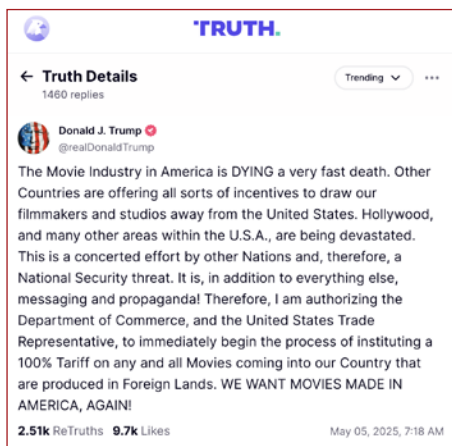 TRUTH.
Truth Details
Trending
1460 replies
Donald J. Trump
@realDonaldTrump
The Movie Industry in America is DYING a very fast death. Other
Countries are offering all sorts of incentives to draw our
filmmakers and studios away from the United States. Hollywood,
and many other areas within the U.S.A., are being devastated.
This is a concerted effort by other Nations and, therefore, a
National Security threat. It is, in addition to everything else,
messaging and propaganda! Therefore, I am authorizing the
Department of Commerce, and the United States Trade
Representative, to immediately begin the process of instituting a
100% Tariff on any and all Movies coming into our Country that
are produced in Foreign Lands. WE WANT MOVIES MADE IN
AMERICA, AGAIN!
2.51k ReTruths 9.7k Likes May 05, 2025, 7:18 AM